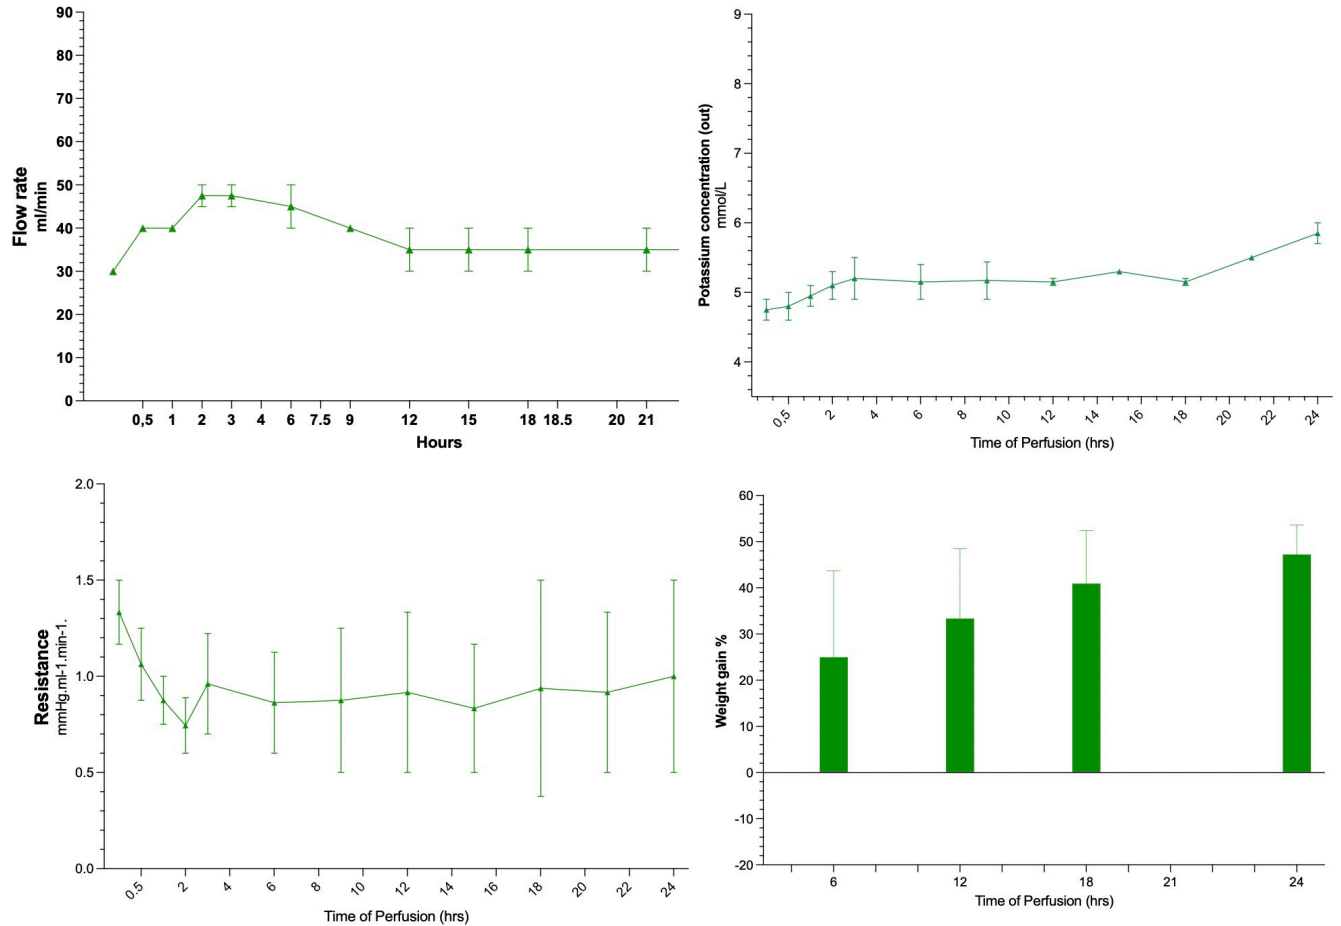 90
80
70
60
50
40
30
20
10
0
Flow rate
ml/min
0,5 1 2 3 4 6 7.5 9 12 15 18 18.5 20 21
Hours
9
8
7
6
5
4
Potassium concentration (out)
mmol/L
0,5 2 4 6 8 10 12 14 16 18 20 22 24
Time of Perfusion (hrs)
2.0
1.5
1.0
0.5
0.0
Resistance
mmHg.ml-1.min-1.
0.5 2 4 6 8 10 12 14 16 18 20 22 24
Time of Perfusion (hrs)
60
50
40
30
20
10
0
-10
-20
Weight gain %
6 12 18 21 24
Time of Perfusion (hrs)